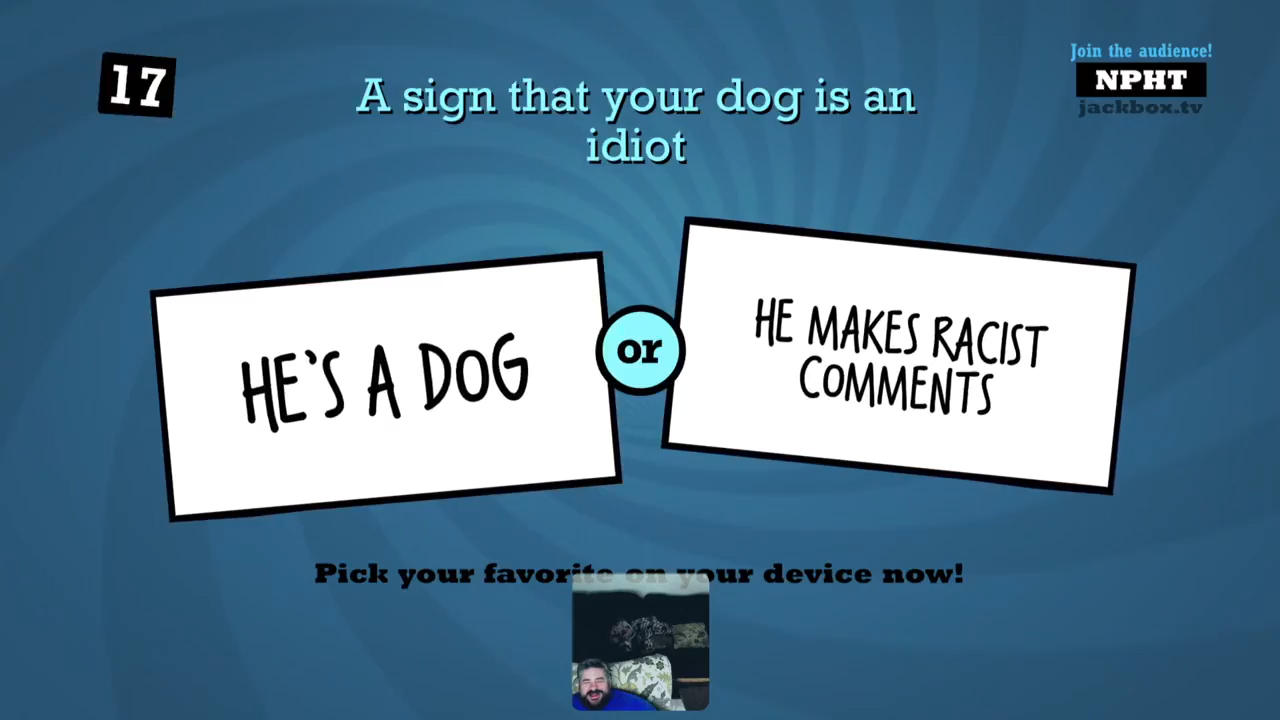 17
Join the audience!
NPHT
jackbox.tv
A sign that your dog is an
idiot
HE'S A DOG
or
HE MAKES RACIST
COMMENTS
Pick your favorite on your device now!